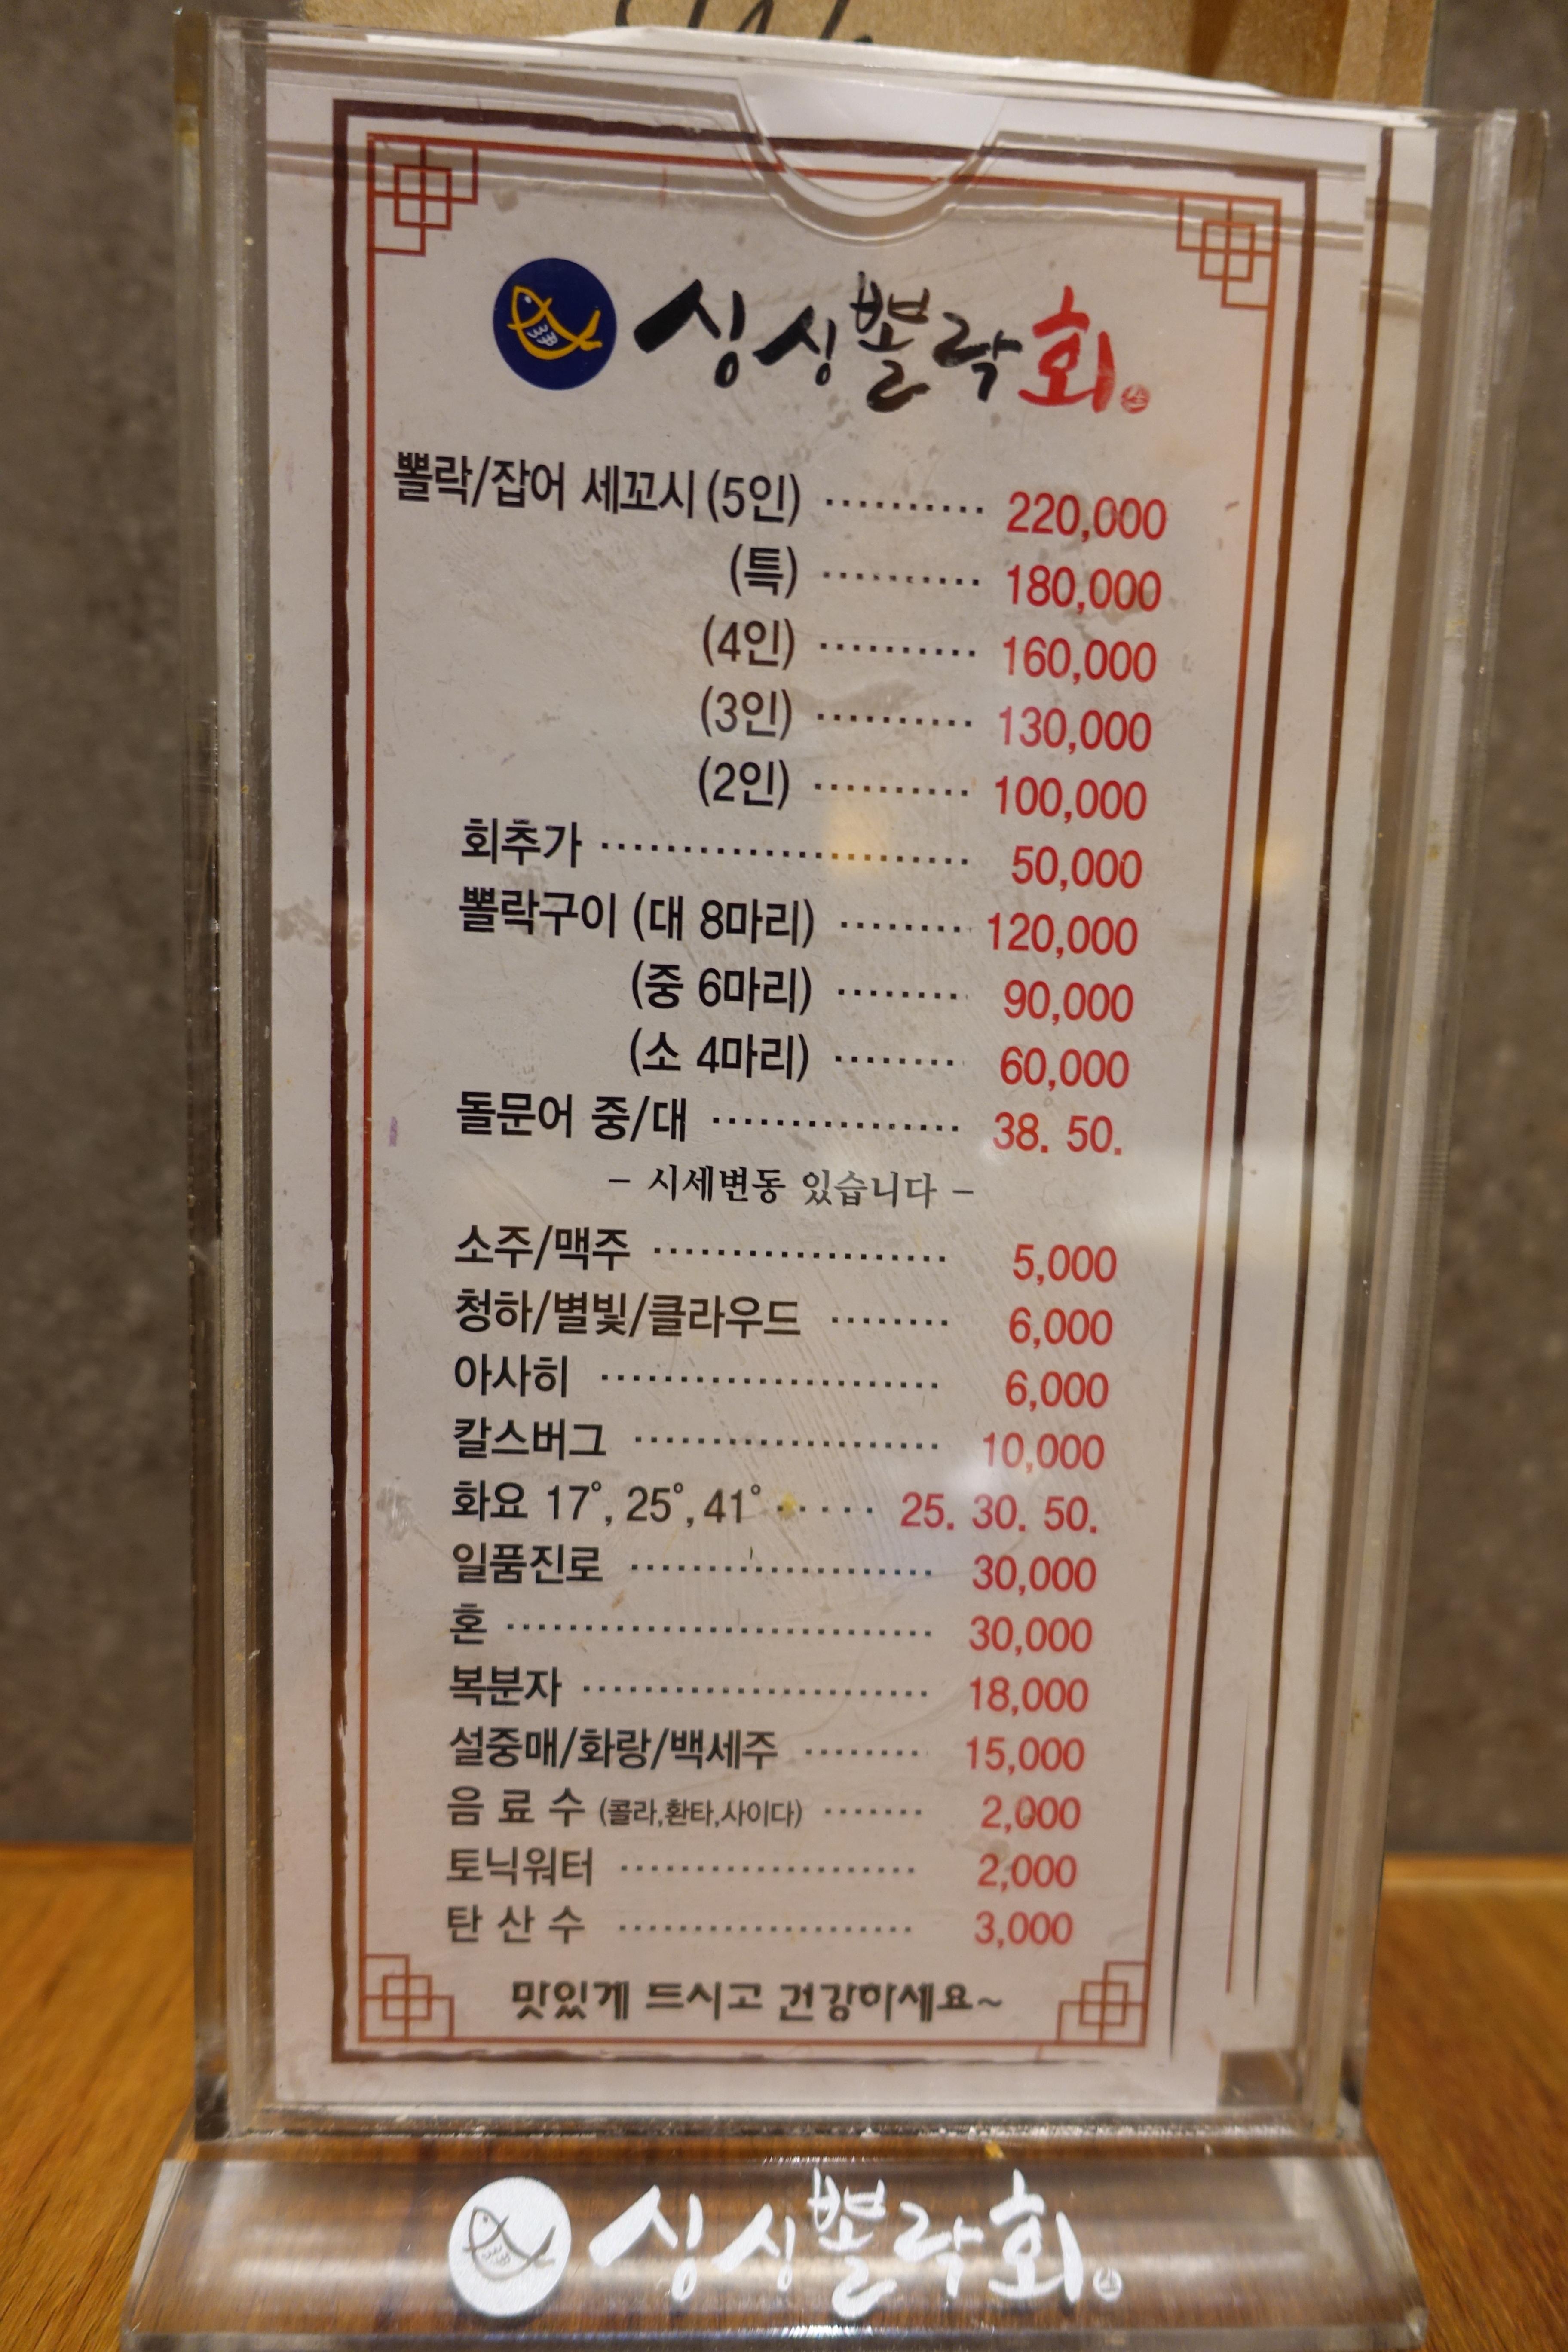 싱싱뽈락회
뽈락/잡어 세꼬시 (5인) ·········· 220,000
(특) ·········· 180,000
(4인) ·········· 160,000
(3인) ·········· 130,000
(2인) ·········· 100,000
회추가 ······················· 50,000
뽈락구이 (대 8마리) ········ 120,000
(중 6마리) ········ 90,000
(소 4마리) ········ 60,000
돌문어 중/대 ················ 38. 50.
- 시세변동 있습니다 -
소주/맥주 ··················· 5,000
청하/별빛/클라우드 ········ 6,000
아사히 ······················ 6,000
칼스버그 ···················· 10,000
화요 17°, 25°, 41° ······ 25. 30. 50.
일품진로 ···················· 30,000
혼 ···························· 30,000
복분자 ······················· 18,000
설중매/화랑/백세주 ········ 15,000
음 료 수 (콜라,환타,사이다) ······· 2,000
토닉워터 ···················· 2,000
탄 산 수 ···················· 3,000
맛있게 드시고 건강하세요~
싱싱뽈락회